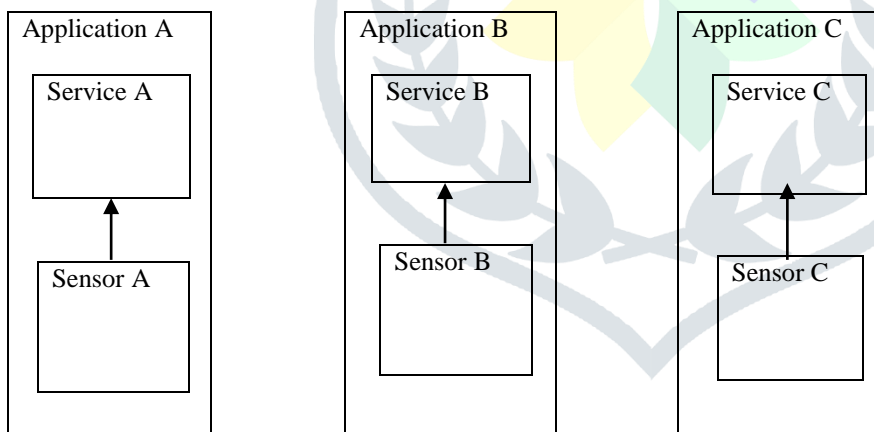 Application A
Application B
Application C
Service A
Service B
Service C
Sensor A
Sensor B
Sensor C